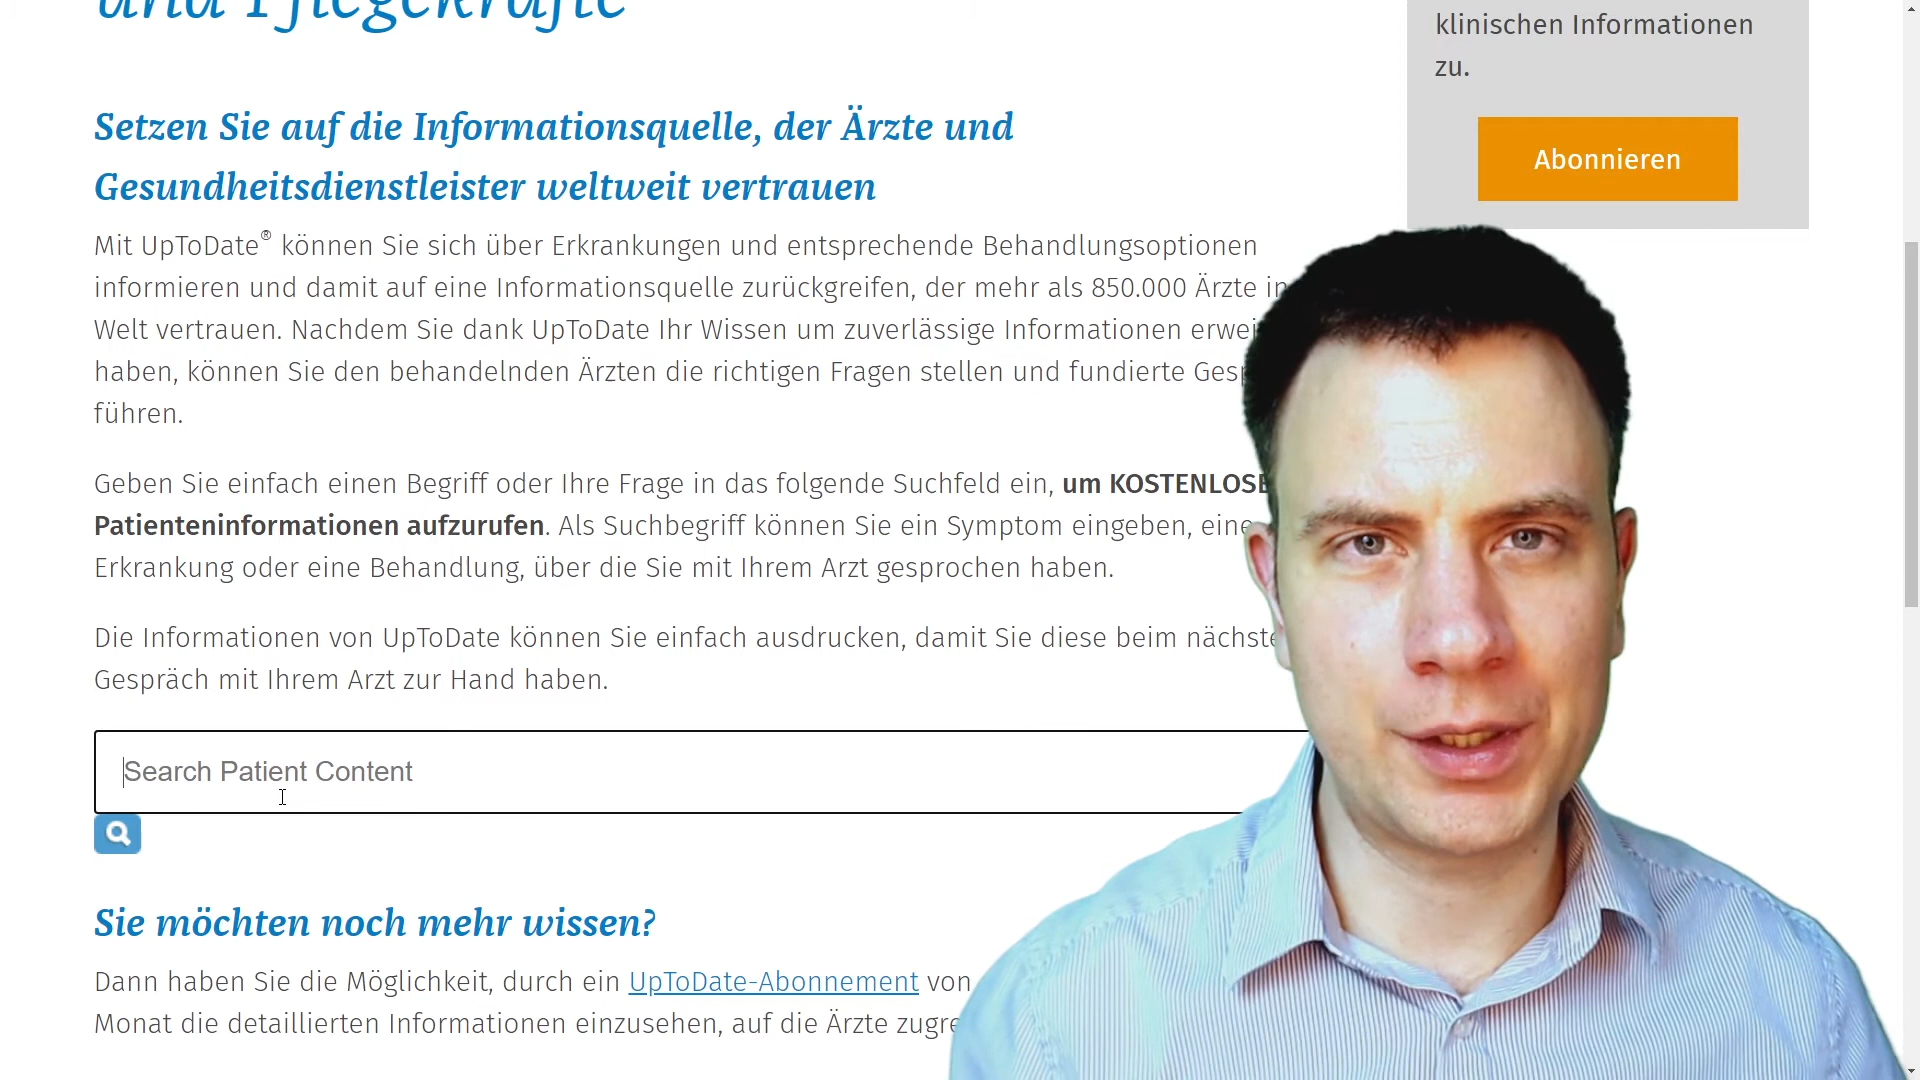 und Pflegekräfte
klinischen Informationen
zu.
Abonnieren
Setzen Sie auf die Informationsquelle, der Ärzte und
Gesundheitsdienstleister weltweit vertrauen
Mit UpToDate® können Sie sich über Erkrankungen und entsprechende Behandlungsoptionen
informieren und damit auf eine Informationsquelle zurückgreifen, der mehr als 850.000 Ärzte in
Welt vertrauen. Nachdem Sie dank UpToDate Ihr Wissen um zuverlässige Informationen
haben, können Sie den behandelnden Ärzten die richtigen Fragen stellen und fundierte
führen.
Geben Sie einfach einen Begriff oder Ihre Frage in das folgende Suchfeld ein, um KOSTENLOSE
Patienteninformationen aufzurufen. Als Suchbegriff können Sie ein Symptom eingeben, eine
Erkrankung oder eine Behandlung, über die Sie mit Ihrem Arzt gesprochen haben.
Die Informationen von UpToDate können Sie einfach ausdrucken, damit Sie diese beim
Gespräch mit Ihrem Arzt zur Hand haben.
Search Patient Content
Sie möchten noch mehr wissen?
Dann haben Sie die Möglichkeit, durch ein UpToDate-Abonnement von
Monat die detaillierten Informationen einzusehen, auf die Ärzte